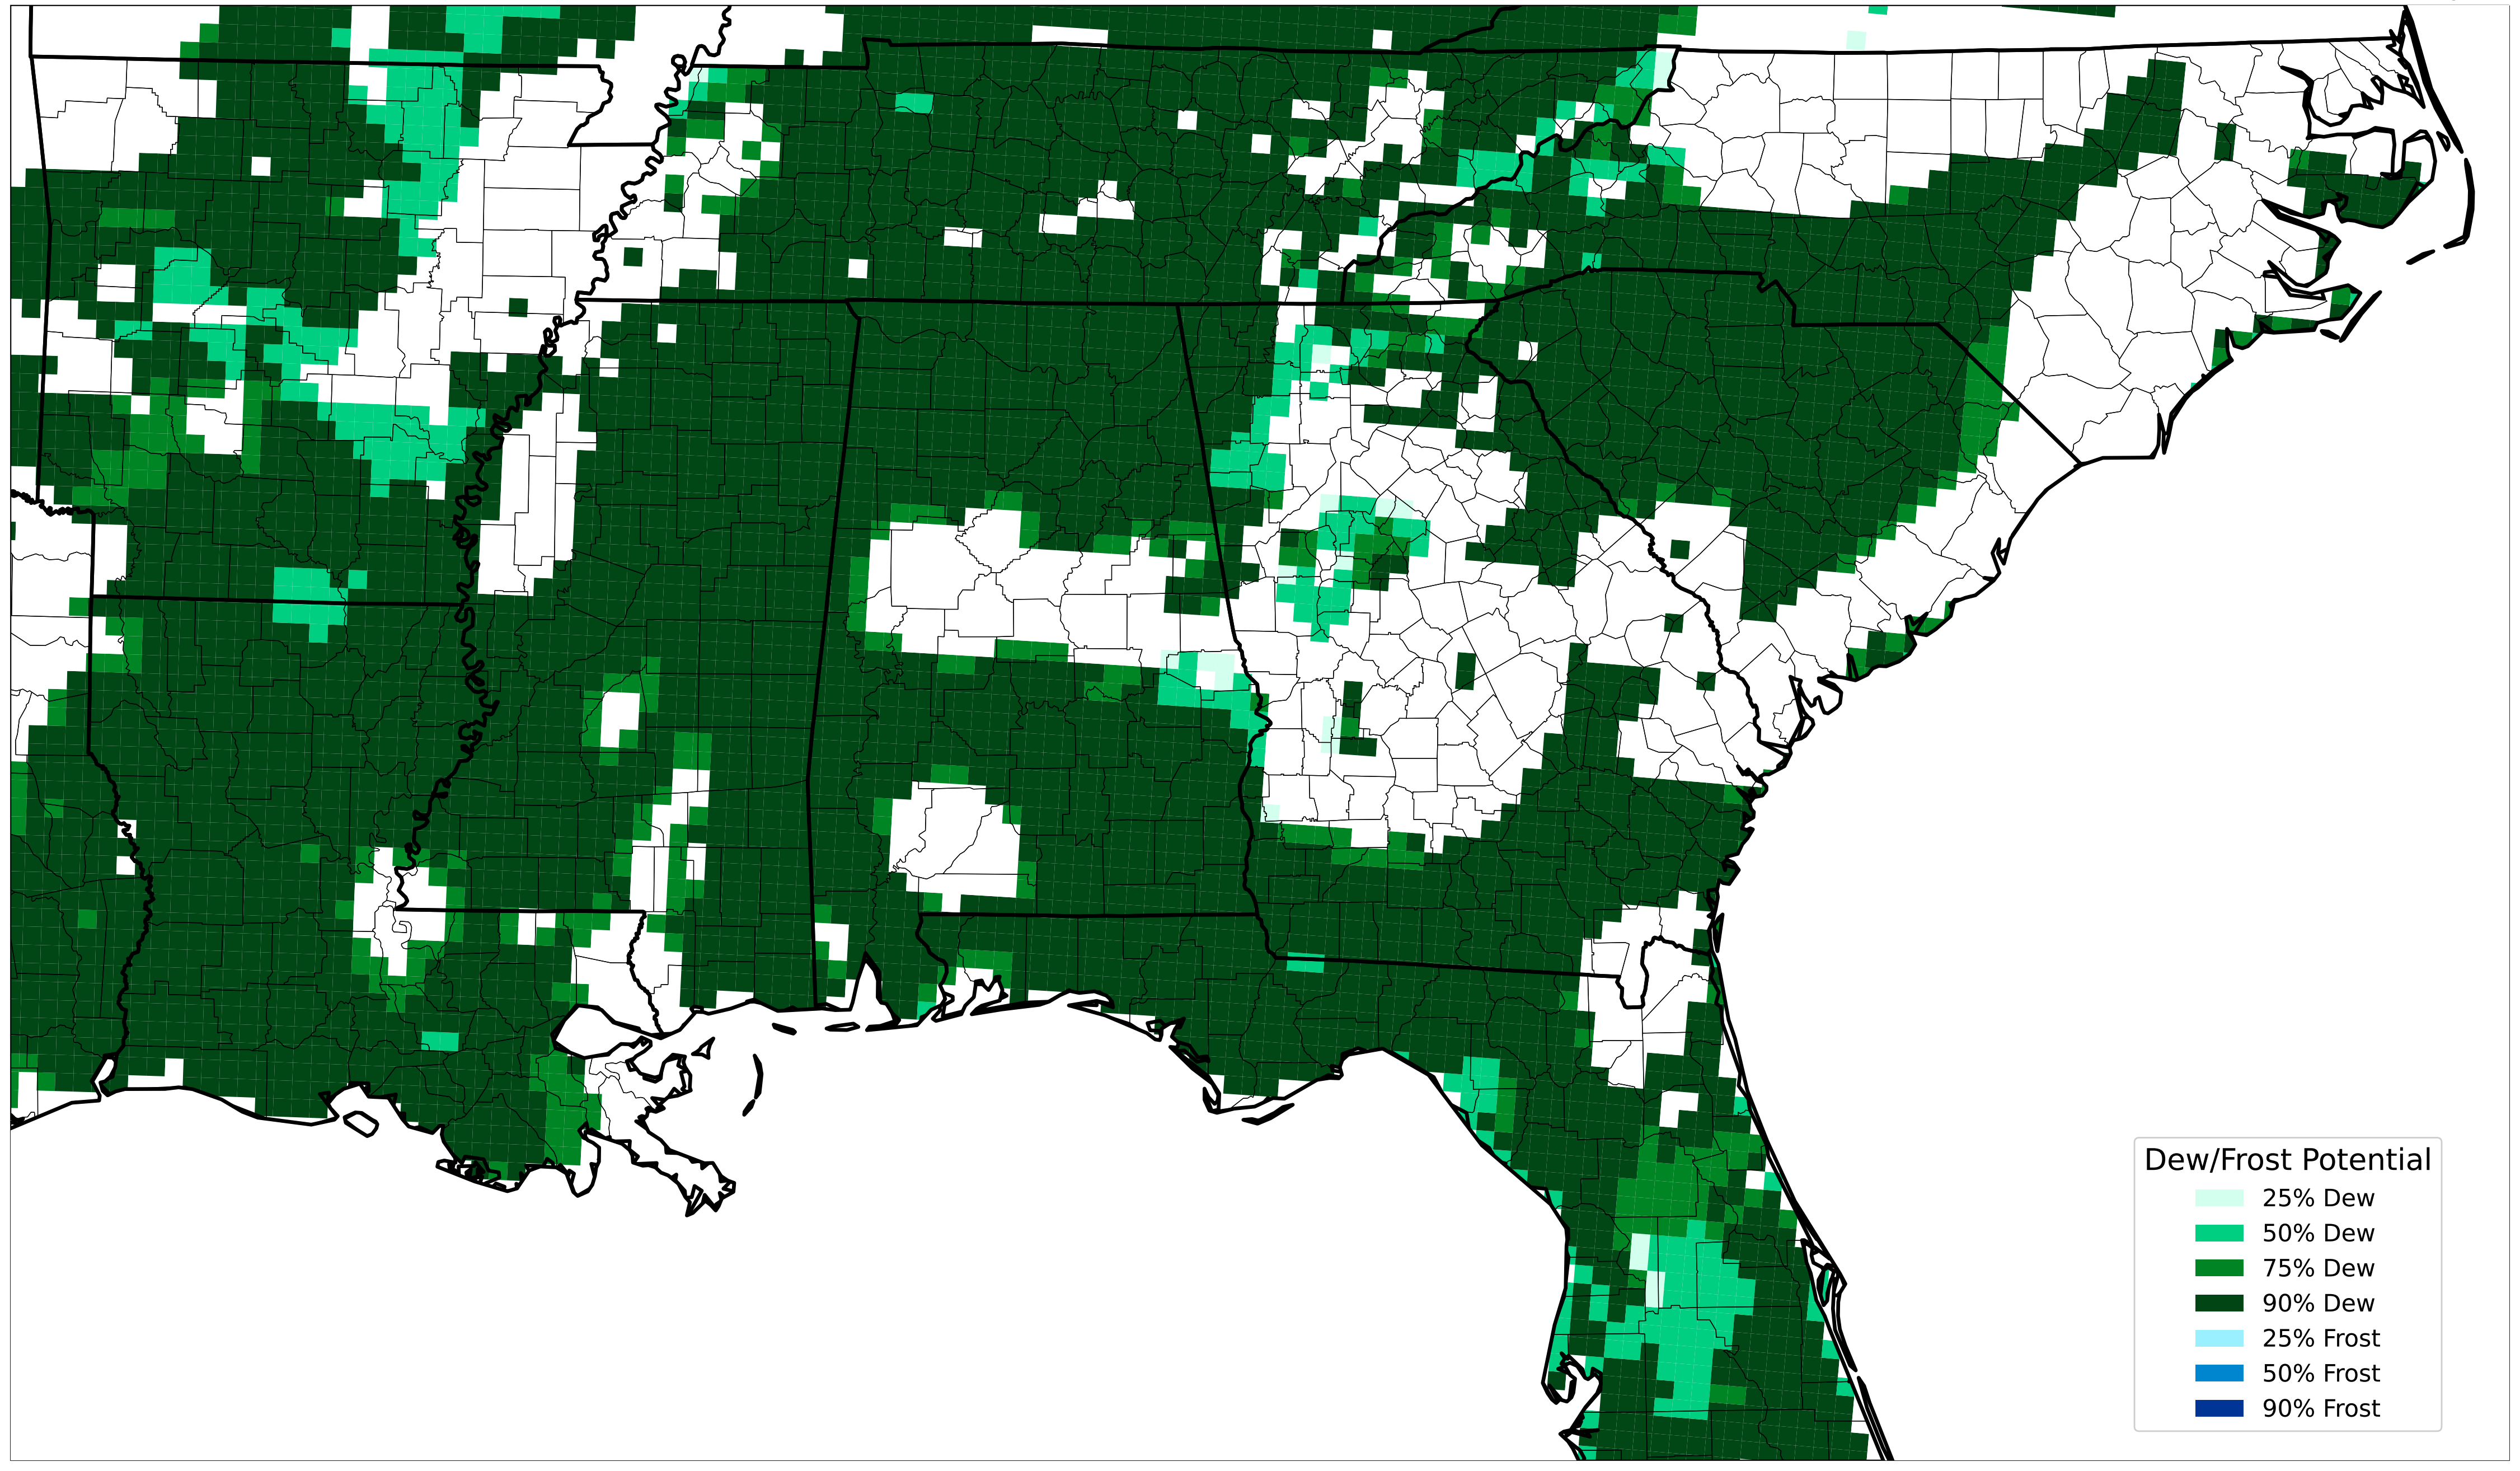 Dew/Frost Potential
25% Dew
50% Dew
75% Dew
90% Dew
25% Frost
50% Frost
90% Frost